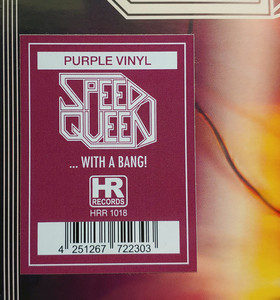 PURPLE VINYL
SPEED
QUEEN
... WITH A BANG!
HR
RECORDS
HRR 1018
4 251267 722303